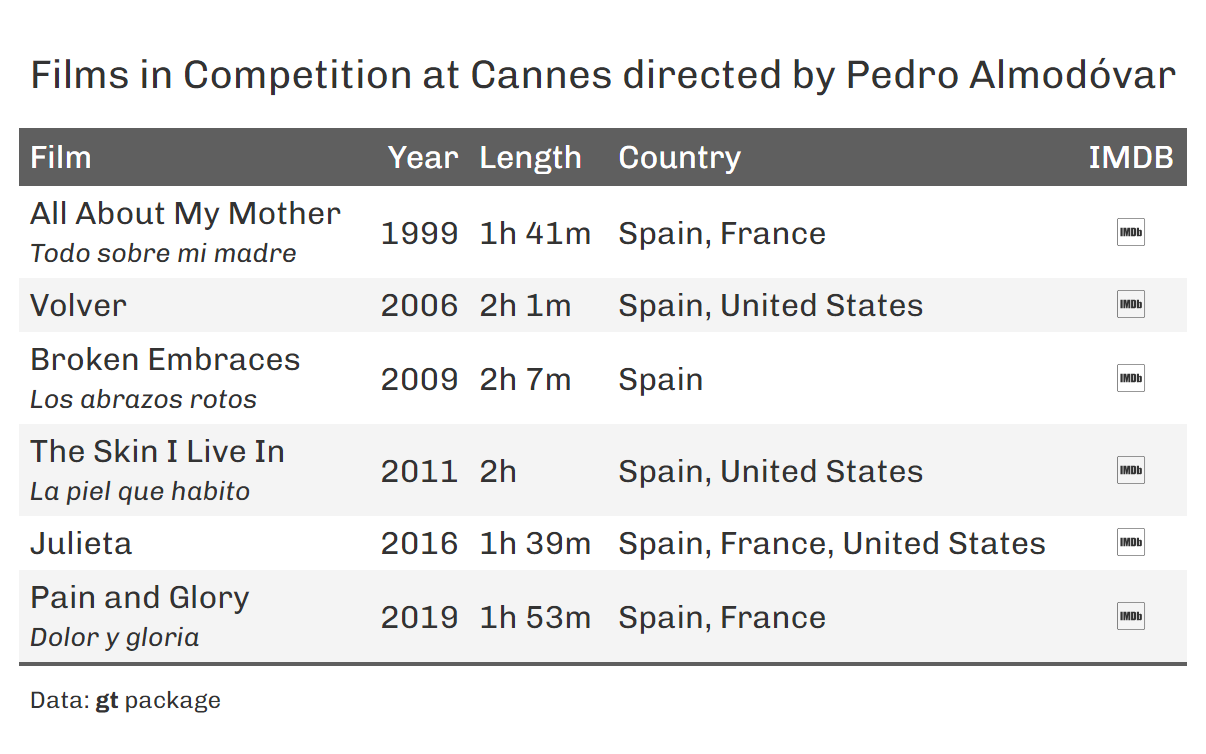 Films in Competition at Cannes directed by Pedro Almodóvar
Film Year Length Country IMDB
All About My Mother
Todo sobre mi madre
1999 1h 41m Spain, France IMDb
Volver 2006 2h 1m Spain, United States IMDb
Broken Embraces
Los abrazos rotos
2009 2h 7m Spain IMDb
The Skin I Live In
La piel que habito
2011 2h Spain, United States IMDb
Julieta 2016 1h 39m Spain, France, United States IMDb
Pain and Glory
Dolor y gloria
2019 1h 53m Spain, France IMDb
Data: gt package